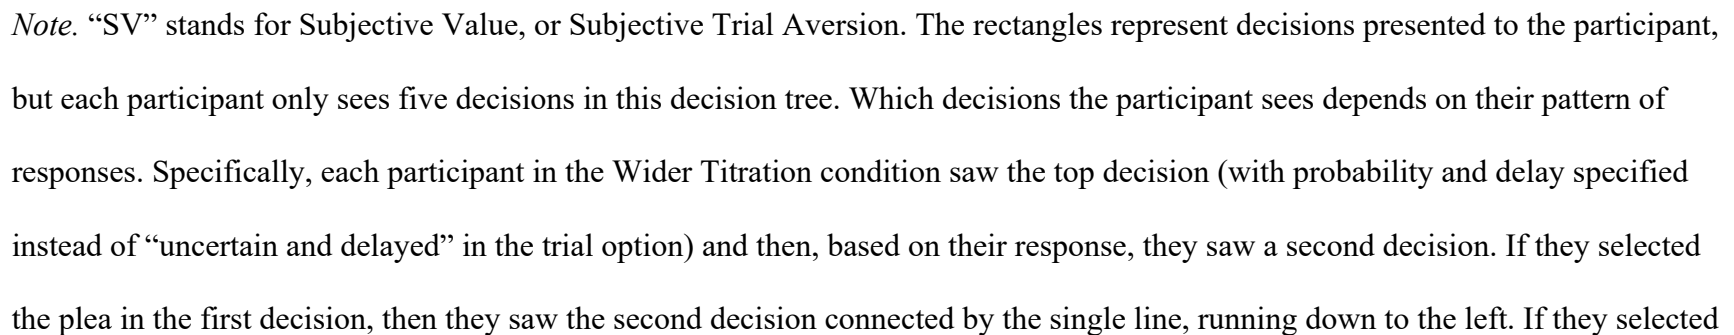 Note. “SV” stands for Subjective Value, or Subjective Trial Aversion. The rectangles represent decisions presented to the participant,
but each participant only sees five decisions in this decision tree. Which decisions the participant sees depends on their pattern of
responses. Specifically, each participant in the Wider Titration condition saw the top decision (with probability and delay specified
instead of “uncertain and delayed” in the trial option) and then, based on their response, they saw a second decision. If they selected
the plea in the first decision, then they saw the second decision connected by the single line, running down to the left. If they selected